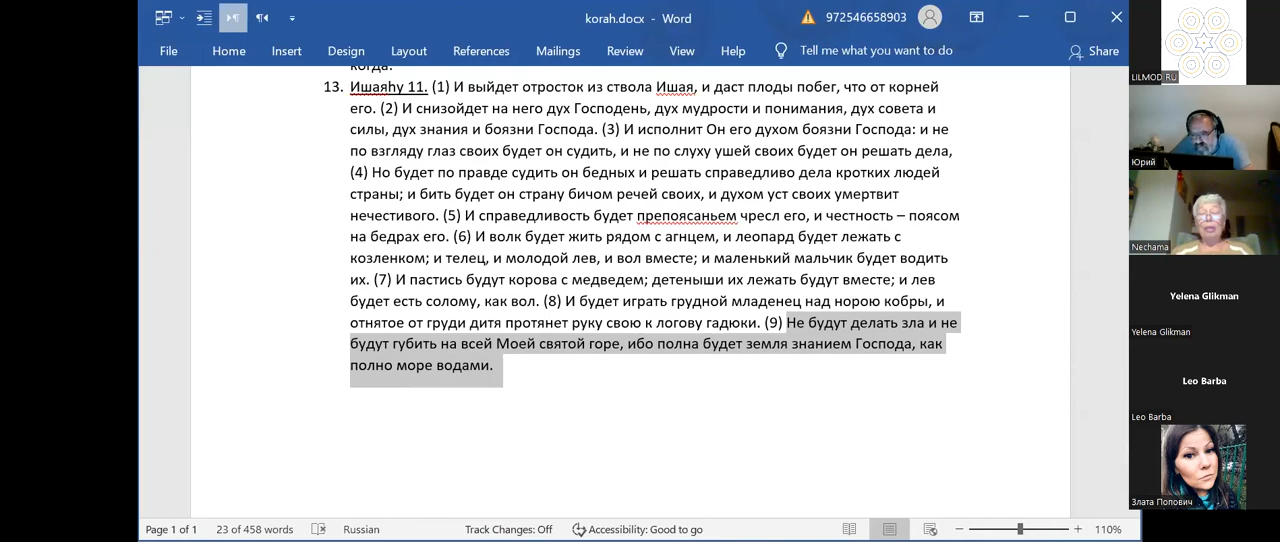 korah.docx - Word
972546658903
File Home Insert Design Layout References Mailings Review View Help Tell me what you want to do Share
когда.
13. Ишаяhу 11. (1) И выйдет отросток из ствола Ишая, и даст плоды побег, что от корней
его. (2) И снизойдет на него дух Господень, дух мудрости и понимания, дух совета и
силы, дух знания и боязни Господа. (3) И исполнит Он его духом боязни Господа: и не
по взгляду глаз своих будет он судить, и не по слуху ушей своих будет он решать дела,
(4) Но будет по правде судить он бедных и решать справедливо дела кротких людей
страны; и бить будет он страну бичом речей своих, и духом уст своих умертвит
нечестивого. (5) И справедливость будет препоясаньем чресл его, и честность – поясом
на бедрах его. (6) И волк будет жить рядом с агнцем, и леопард будет лежать с
козленком; и телец, и молодой лев, и вол вместе; и маленький мальчик будет водить
их. (7) И пастись будут корова с медведем; детеныши их лежать будут вместе; и лев
будет есть солому, как вол. (8) И будет играть грудной младенец над норою кобры, и
отнятое от груди дитя протянет руку свою к логову гадюки. (9) Не будут делать зла и не
будут губить на всей Моей святой горе, ибо полна будет земля знанием Господа, как
полно море водами.
Page 1 of 1 23 of 458 words Russian Track Changes: Off Accessibility: Good to go 110%
LILMOD RU
Юрий
Nechama
Yelena Glikman
Yelena Glikman
Leo Barba
Leo Barba
Злата Попович